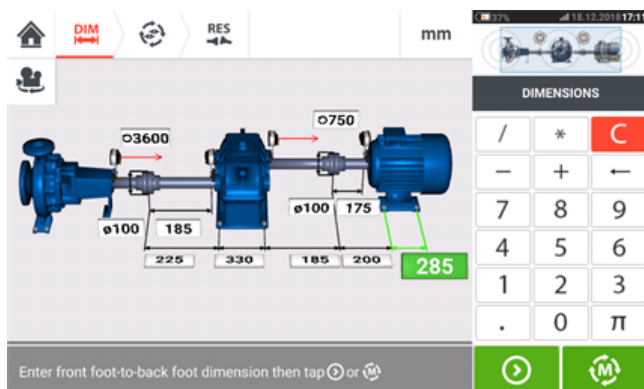 DIM
RES
mm
37%
18.12.2018 17:11
DIMENSIONS
3600
750
ø100
185
ø100
175
225
330
185
200
285
/ * C
− + ←
7 8 9
4 5 6
1 2 3
. 0 π
M
Enter front foot-to-back foot dimension then tap or M